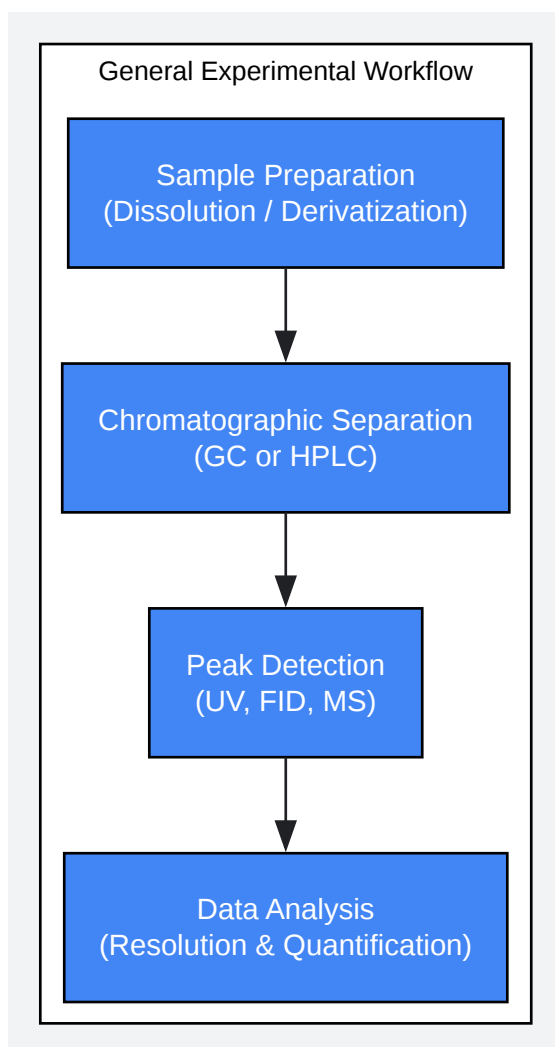 General Experimental Workflow
Sample Preparation
(Dissolution / Derivatization)
Chromatographic Separation
(GC or HPLC)
Peak Detection
(UV, FID, MS)
Data Analysis
(Resolution & Quantification)